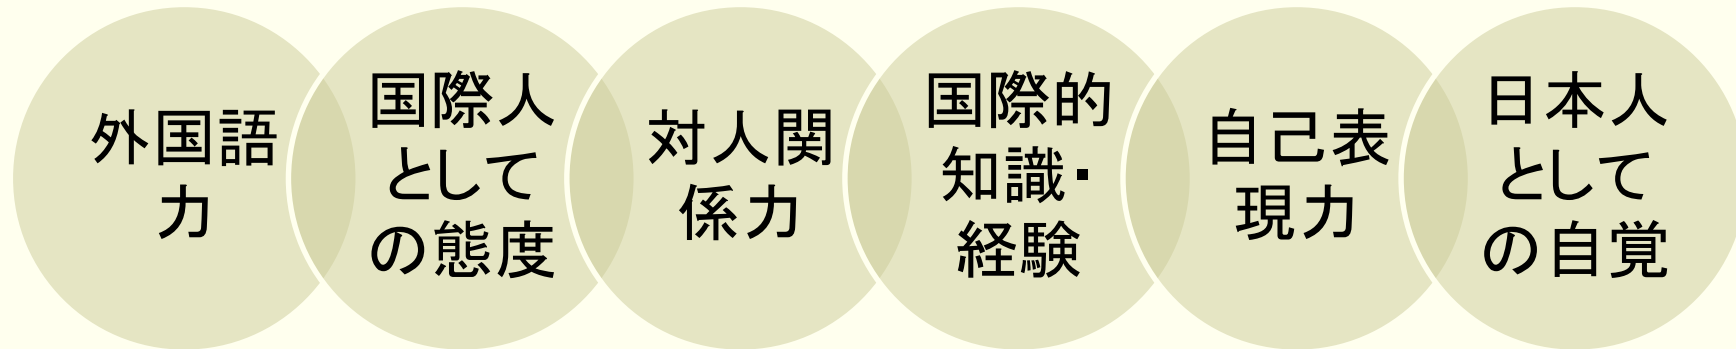 外国語
力
国際人
として
の態度
対人関
係力
国際的
知識・
経験
自己表
現力
日本人
として
の自覚